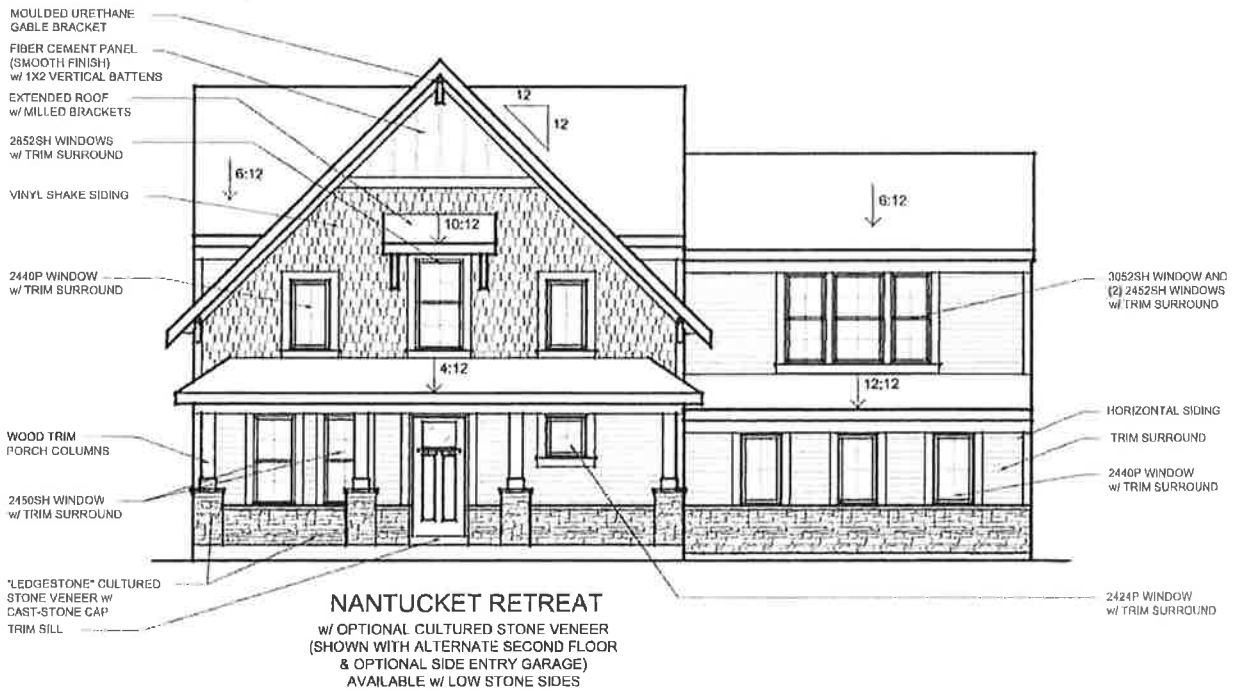 MOULDED URETHANE
GABLE BRACKET
FIBER CEMENT PANEL
(SMOOTH FINISH)
w/ 1X2 VERTICAL BATTENS
EXTENDED ROOF
w/ MILLED BRACKETS
2852SH WINDOWS
w/ TRIM SURROUND
VINYL SHAKE SIDING
2440P WINDOW
w/ TRIM SURROUND
WOOD TRIM
PORCH COLUMNS
2450SH WINDOW
w/ TRIM SURROUND
"LEDGESTONE" CULTURED
STONE VENEER w/
CAST-STONE CAP
TRIM SILL
12
12
6:12
10:12
6:12
4:12
12:12
3052SH WINDOW AND
(2) 2452SH WINDOWS
w/ TRIM SURROUND
HORIZONTAL SIDING
TRIM SURROUND
2440P WINDOW
w/ TRIM SURROUND
2424P WINDOW
w/ TRIM SURROUND
NANTUCKET RETREAT
w/ OPTIONAL CULTURED STONE VENEER
(SHOWN WITH ALTERNATE SECOND FLOOR
& OPTIONAL SIDE ENTRY GARAGE)
AVAILABLE w/ LOW STONE SIDES